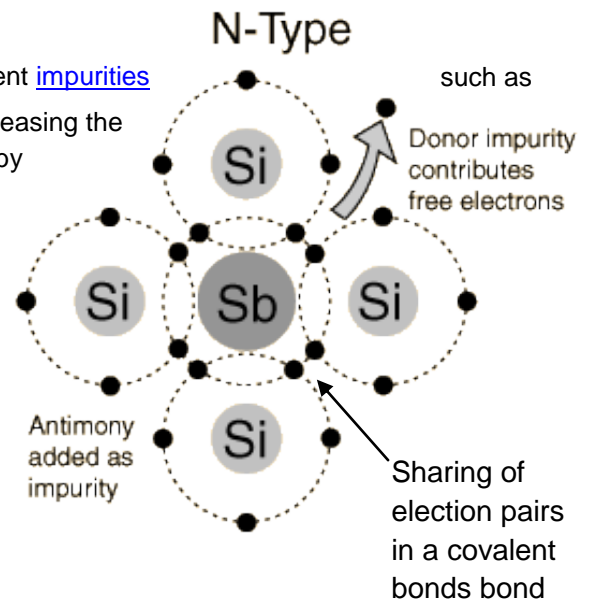 N-Type
ent impurities such as
easing the
oy
Donor impurity
contributes
free electrons
Si
Si
Sb
Si
Si
Antimony
added as
impurity
Sharing of
election pairs
in a covalent
bonds bond